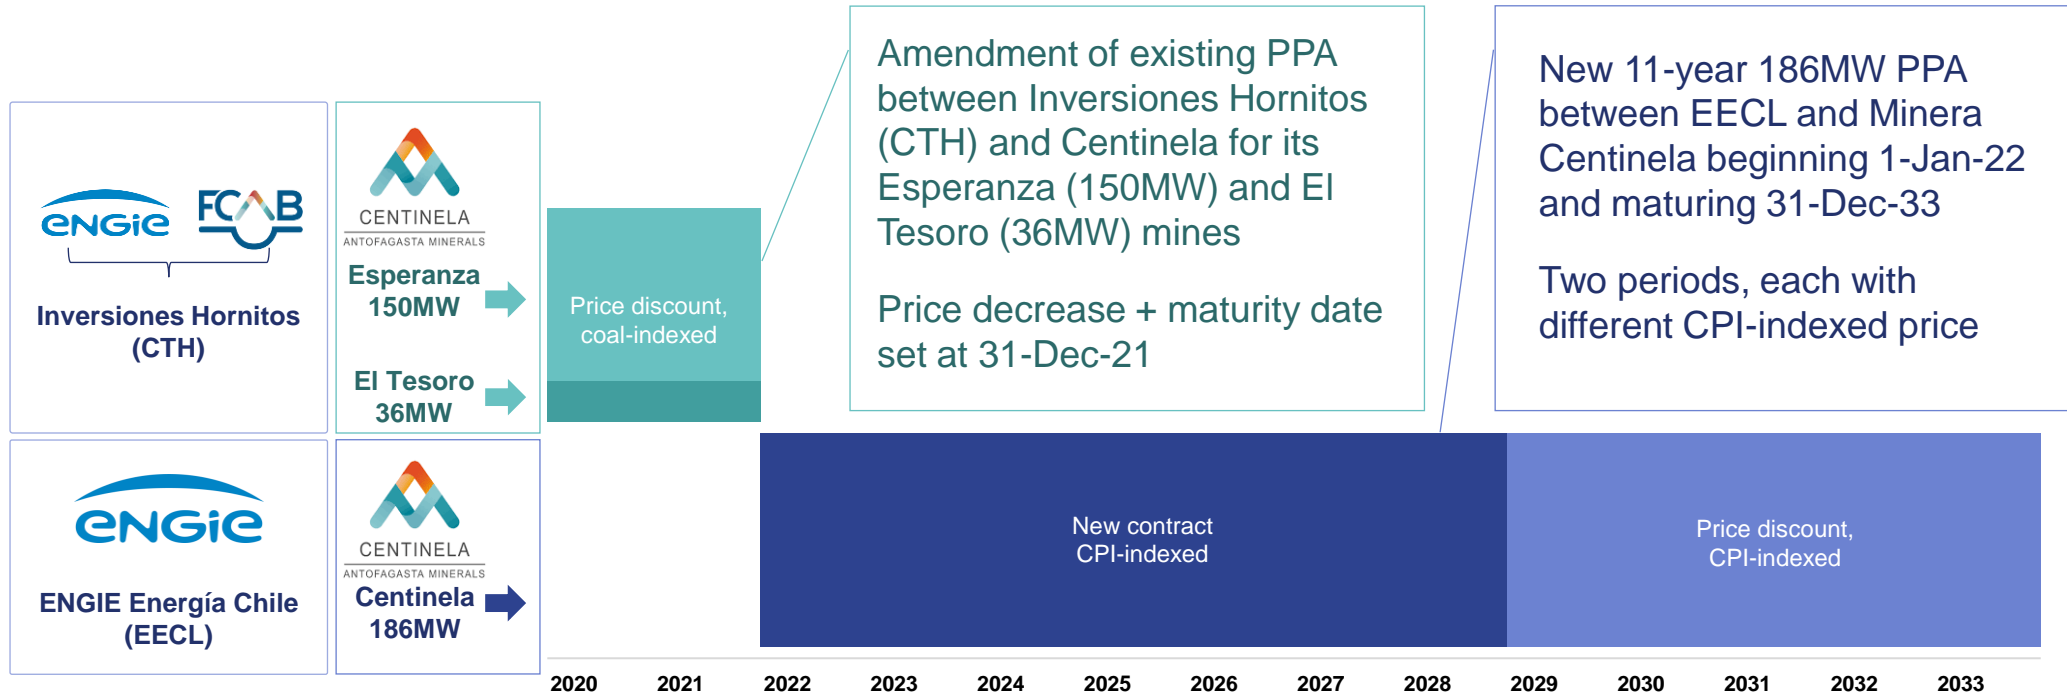 ENGIE
FCAB
Inversiones Hornitos
(CTH)
CENTINELA
ANTOFAGASTA MINERALS
Esperanza
150MW
El Tesoro
36MW
Price discount,
coal-indexed
Amendment of existing PPA
between Inversiones Hornitos
(CTH) and Centinela for its
Esperanza (150MW) and El
Tesoro (36MW) mines
Price decrease + maturity date
set at 31-Dec-21
New 11-year 186MW PPA
between EECL and Minera
Centinela beginning 1-Jan-22
and maturing 31-Dec-33
Two periods, each with
different CPI-indexed price
ENGIE
ENGIE Energía Chile
(EECL)
CENTINELA
ANTOFAGASTA MINERALS
Centinela
186MW
New contract
CPI-indexed
Price discount,
CPI-indexed
2020 2021 2022 2023 2024 2025 2026 2027 2028 2029 2030 2031 2032 2033